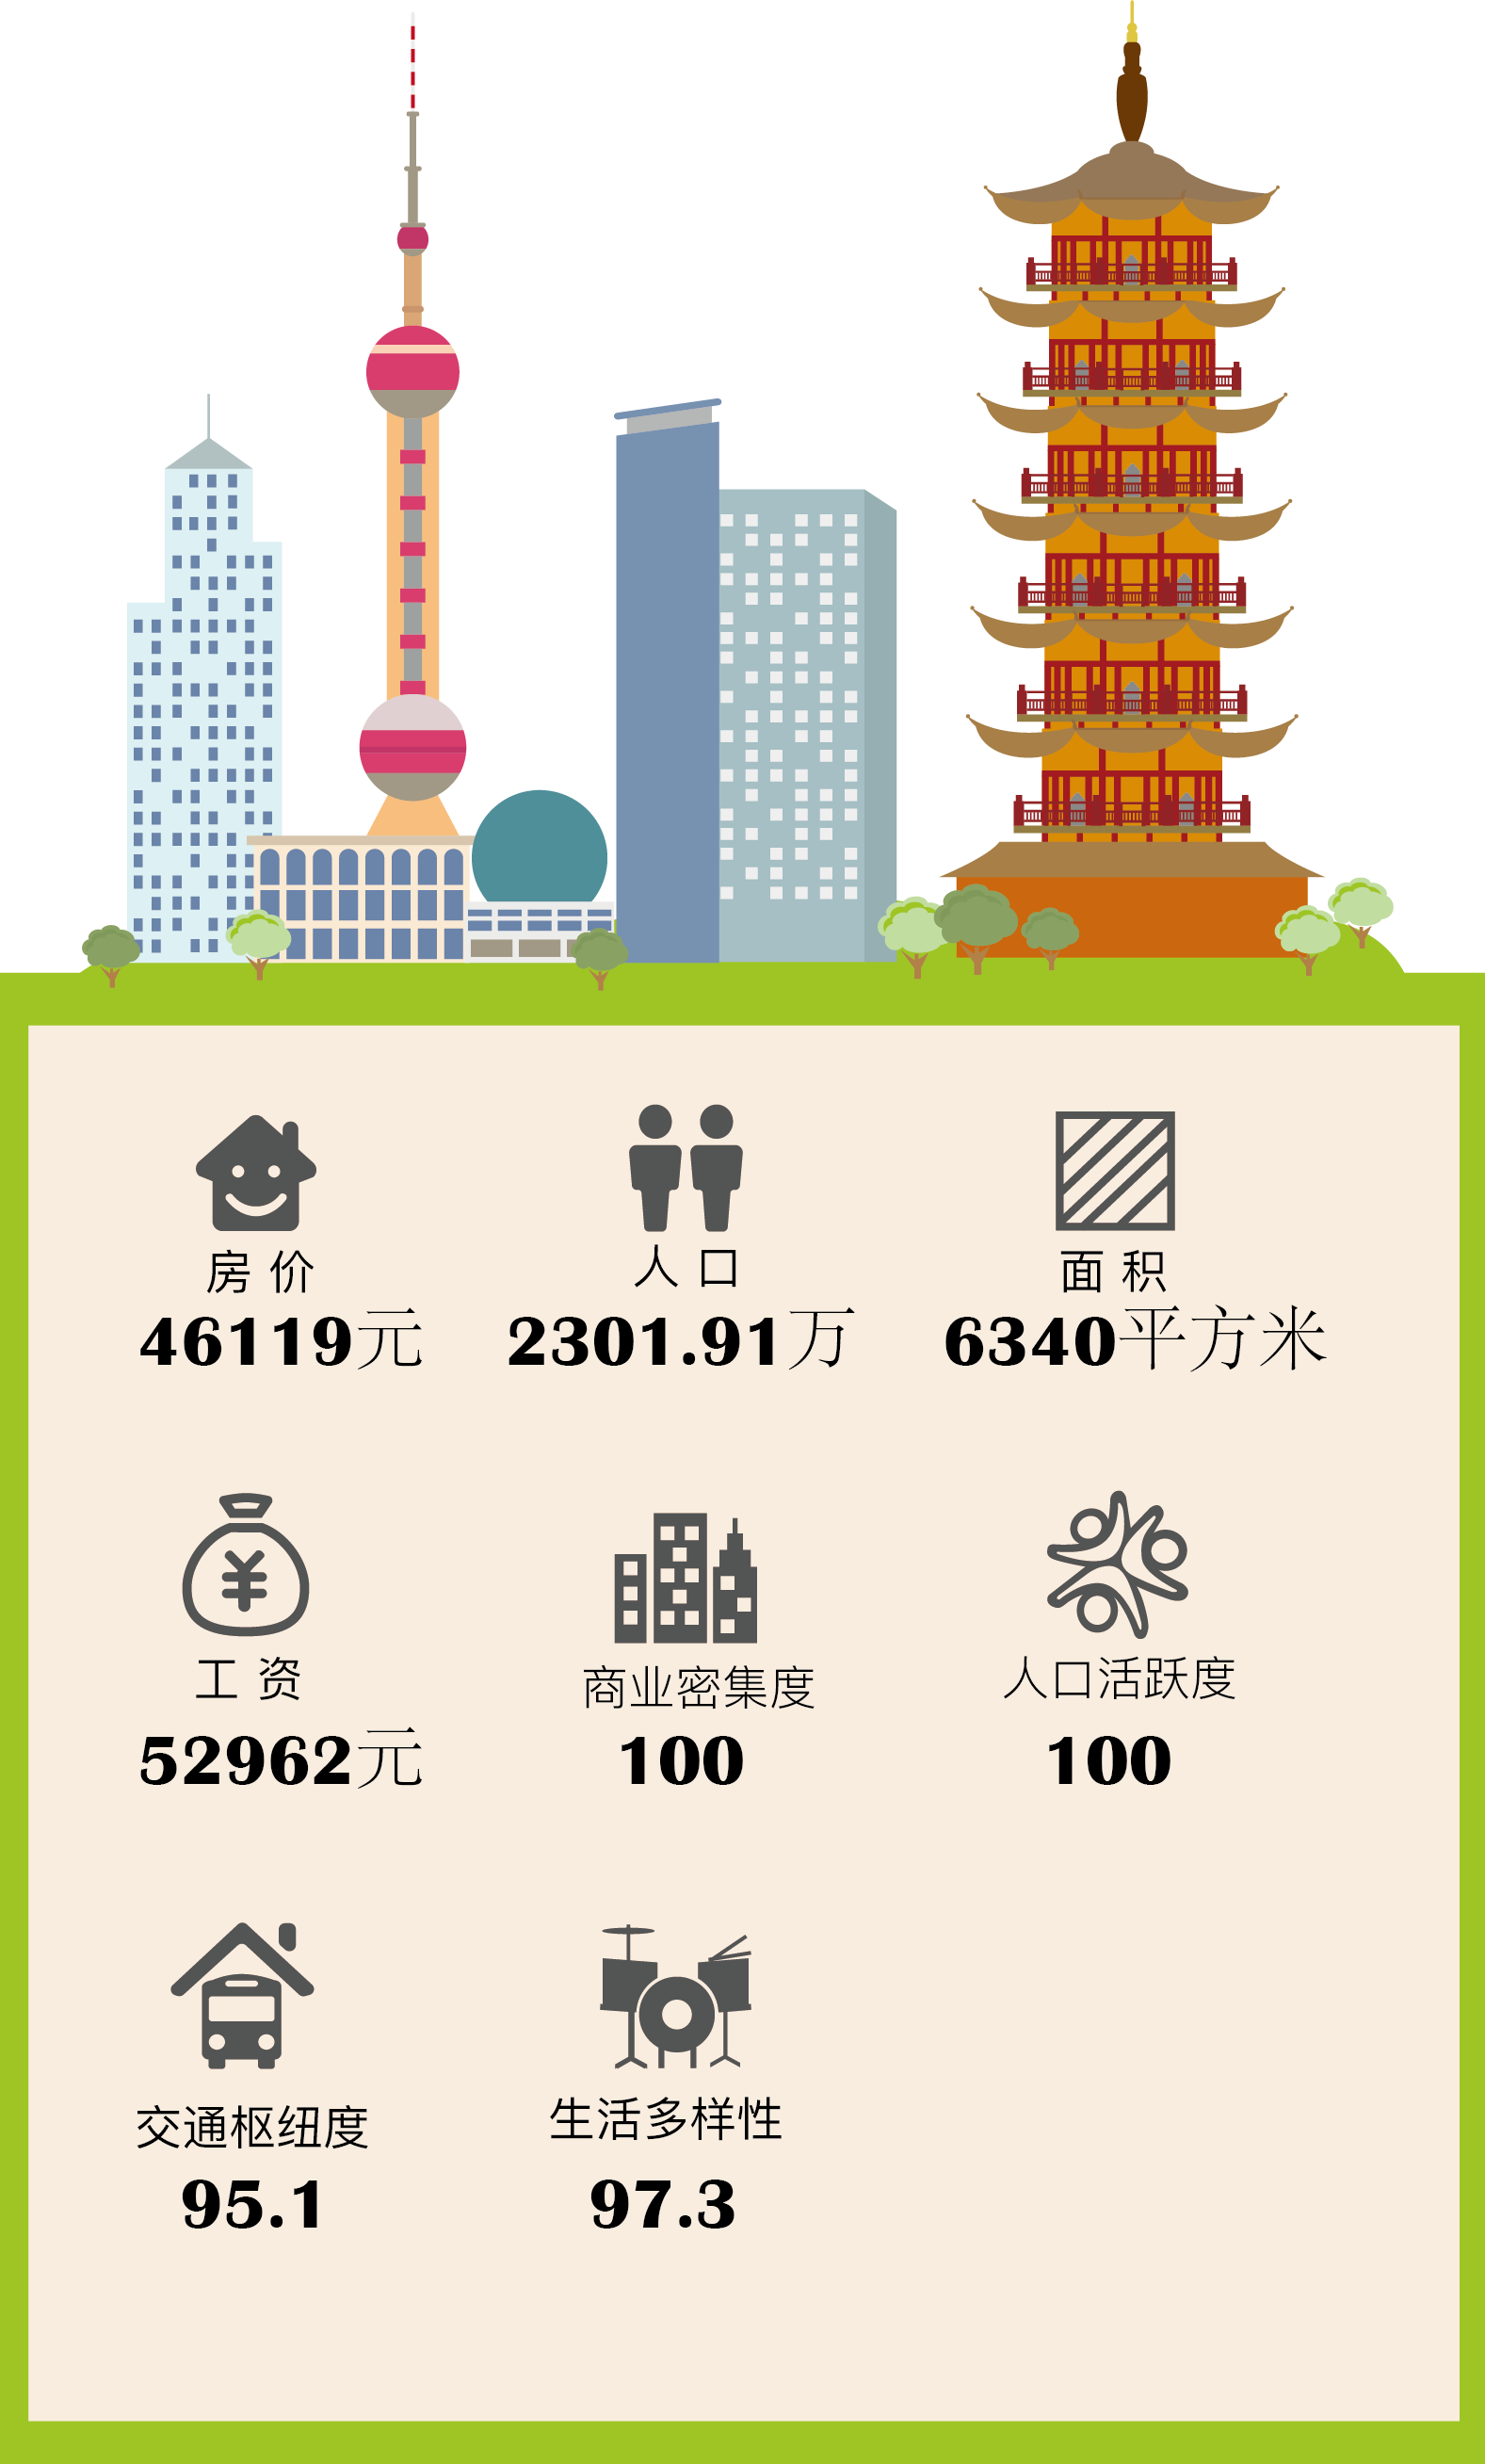 房价
46119元
人口
2301.91万
面积
6340平方米
工资
52962元
商业密集度
100
人口活跃度
100
交通枢纽度
95.1
生活多样性
97.3